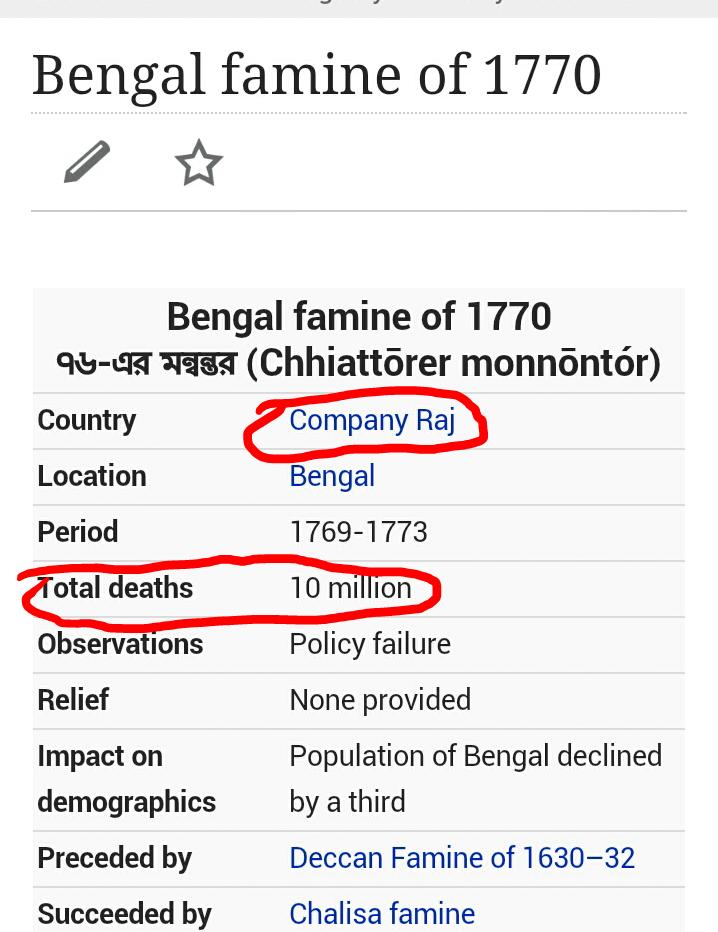 Bengal famine of 1770
Bengal famine of 1770
৭৬-এর মন্বন্তর (Chhiattōrer monnōntór)
Country Company Raj
Location Bengal
Period 1769-1773
Total deaths 10 million
Observations Policy failure
Relief None provided
Impact on Population of Bengal declined
demographics by a third
Preceded by Deccan Famine of 1630–32
Succeeded by Chalisa famine